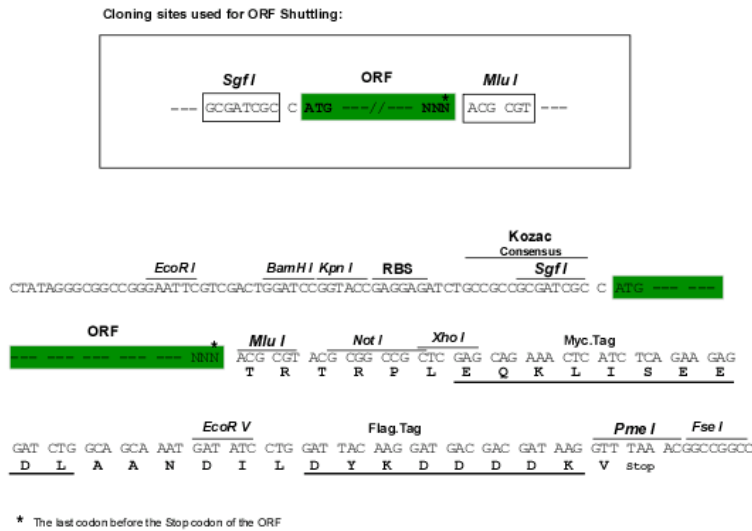 Cloning sites used for ORF Shuttling:
Sgf I ORF Mlu I
*
--- GCGATCGC C ATG ---//--- NNN ACG CGT ---
Kozac
Consensus
EcoR I BamH I Kpn I RBS Sgf I
CTATAGGGCGGCCGGGAATTCGTCGACTGGATCCGGTACCGAGGAGATCTGCCGCCGCGATCGC C ATG --- ---
ORF
* Mlu I Not I Xho I Myc.Tag
--- --- --- --- --- --- NNN ACG CGT ACG CGG CCG CTC GAG CAG AAA CTC ATC TCA GAA GAG
T R T R P L E Q K L I S E E
EcoR V Flag.Tag Pme I Fse I
GAT CTG GCA GCA AAT GAT ATC CTG GAT TAC AAG GAT GAC GAC GAT AAG GTT TAA ACGGCCGGCC
D L A A N D I L D Y K D D D D K V Stop
* The last codon before the Stop codon of the ORF